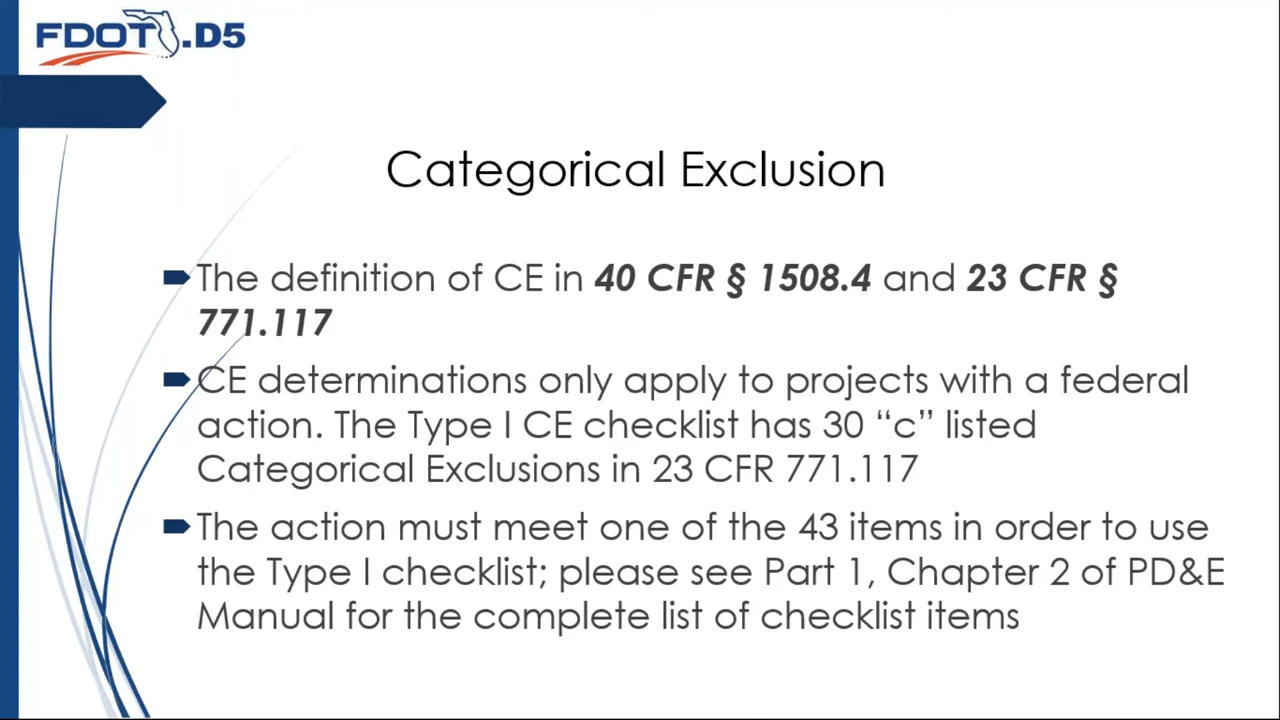 FDOT.D5
Categorical Exclusion
The definition of CE in 40 CFR § 1508.4 and 23 CFR §
771.117
CE determinations only apply to projects with a federal
action. The Type I CE checklist has 30 “c” listed
Categorical Exclusions in 23 CFR 771.117
The action must meet one of the 43 items in order to use
the Type I checklist; please see Part 1, Chapter 2 of PD&E
Manual for the complete list of checklist items